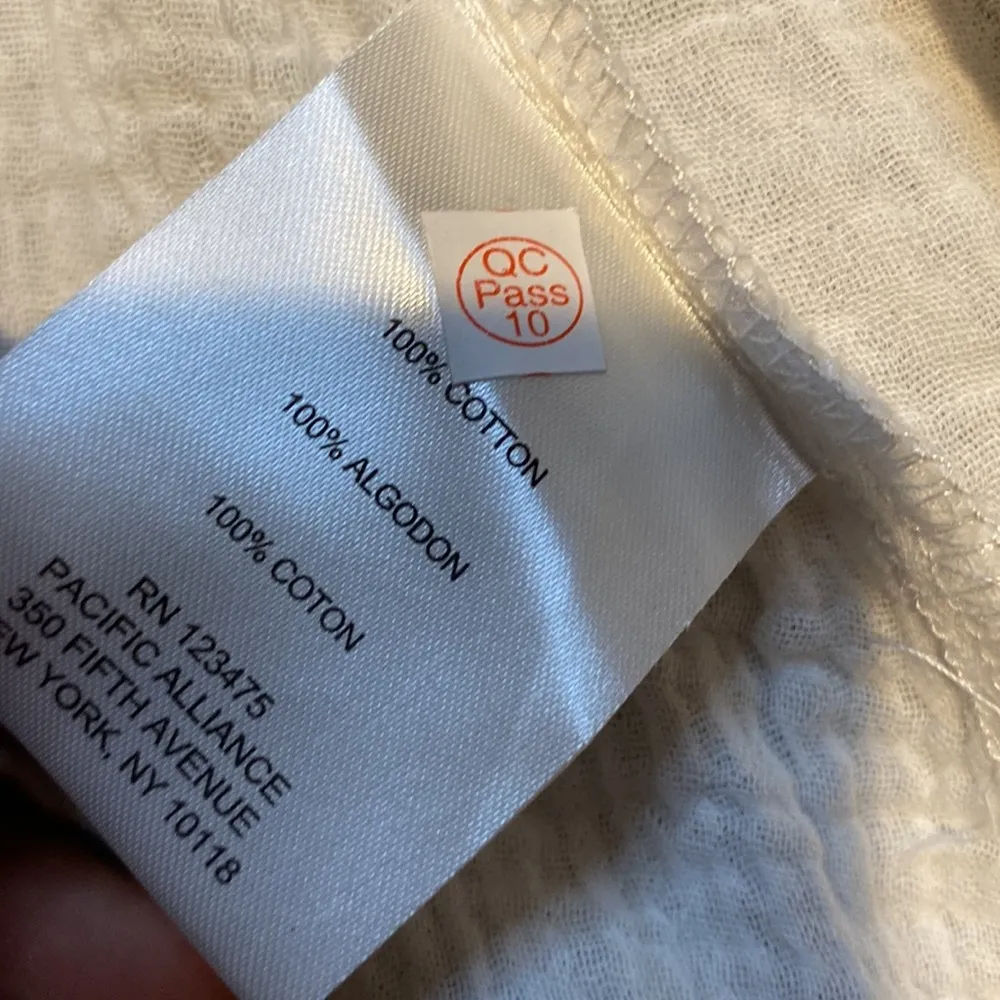 QC
Pass
10
100% COTTON
100% ALGODON
100% COTON
RN 123475
PACIFIC ALLIANCE
350 FIFTH AVENUE
EW YORK, NY 10118